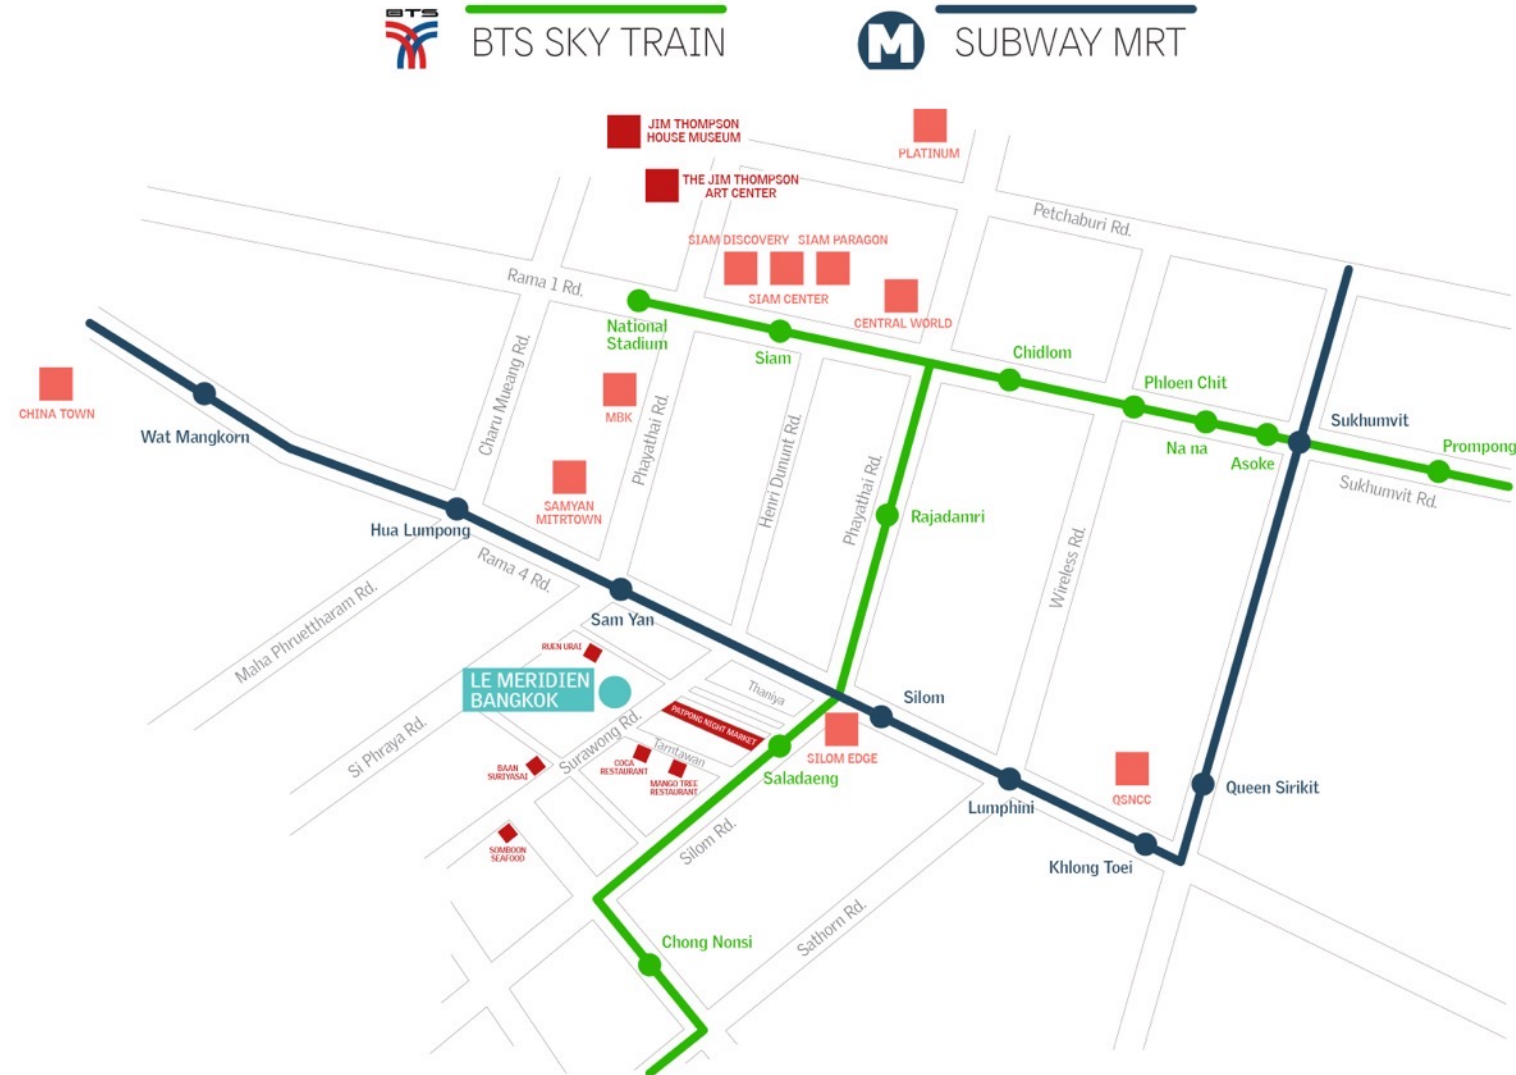 BTS
BTS SKY TRAIN
M
SUBWAY MRT
JIM THOMPSON
HOUSE MUSEUM
PLATINUM
THE JIM THOMPSON
ART CENTER
Petchaburi Rd.
SIAM DISCOVERY
SIAM PARAGON
SIAM CENTER
Rama 1 Rd.
CENTRAL WORLD
National
Stadium
Siam
Chidlom
Phloen Chit
CHINA TOWN
Wat Mangkorn
Charu Mueang Rd.
MBK
Phayathai Rd.
Henri Dununt Rd.
Phayathai Rd.
Na na
Asoke
Sukhumvit
Prompong
Sukhumvit Rd.
SAMYAN
MITRTOWN
Hua Lumpong
Rajadamri
Wireless Rd.
Rama 4 Rd.
Maha Phruettharam Rd.
Sam Yan
RUEN URAI
LE MERIDIEN
BANGKOK
Thaniya
PATPONG NIGHT MARKET
Silom
Si Phraya Rd.
Surawong Rd.
Tarntawan
SILOM EDGE
BAAN
SURIYASAI
COCA
RESTAURANT
MANGO TREE
RESTAURANT
Saladaeng
QSNCC
Queen Sirikit
Lumphini
Silom Rd.
SOMBOON
SEAFOOD
Khlong Toei
Sathorn Rd.
Chong Nonsi